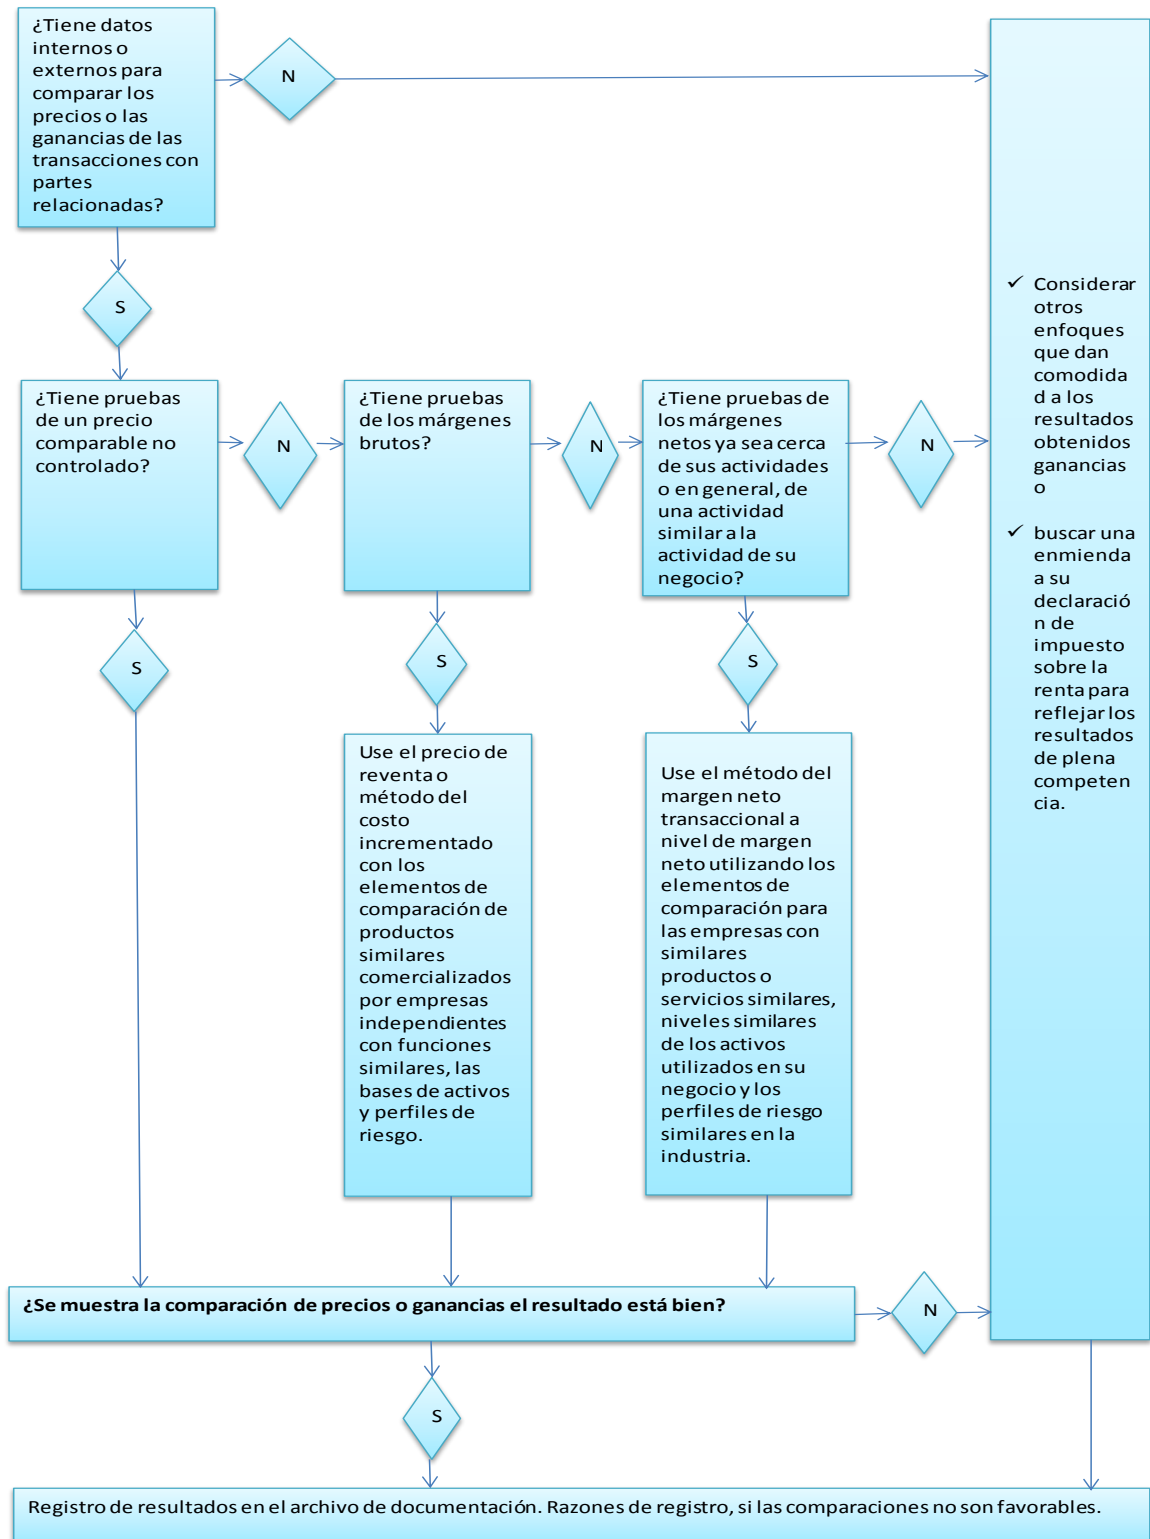 ¿Tiene datos
internos o
externos para
comparar los
precios o las
ganancias de las
transacciones con
partes
relacionadas?
N
S
¿Tiene pruebas
de un precio
comparable no
controlado?
N
¿Tiene pruebas
de los márgenes
brutos?
N
¿Tiene pruebas de
los márgenes
netos ya sea cerca
de sus actividades
o en general, de
una actividad
similar a la
actividad de su
negocio?
N
S
S
S
Use el precio de
reventa o
método del
costo
incrementado
con los
elementos de
comparación de
productos
similares
comercializados
por empresas
independientes
con funciones
similares, las
bases de activos
y perfiles de
riesgo.
Use el método del
margen neto
transaccional a
nivel de margen
neto utilizando los
elementos de
comparación para
las empresas con
similares
productos o
servicios similares,
niveles similares
de los activos
utilizados en su
negocio y los
perfiles de riesgo
similares en la
industria.
✓ Considerar
otros
enfoques
que dan
comodida
d a los
resultados
obtenidos
ganancias
o
✓ buscar una
enmienda
a su
declaració
n de
impuesto
sobre la
renta para
reflejar los
resultados
de plena
competen
cia.
¿Se muestra la comparación de precios o ganancias el resultado está bien?
N
S
Registro de resultados en el archivo de documentación. Razones de registro, si las comparaciones no son favorables.